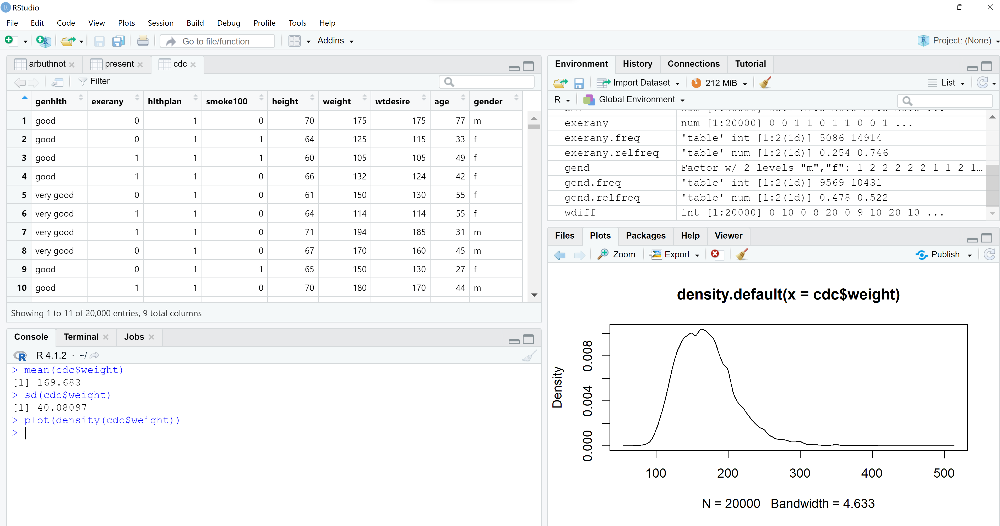 RStudio
File Edit Code View Plots Session Build Debug Profile Tools Help
Go to file/function Addins Project: (None)
arbuthnot present cdc
Filter
genhlth exerany hlthplan smoke100 height weight wtdesire age gender
1 good 0 1 0 70 175 175 77 m
2 good 0 1 1 64 125 115 33 f
3 good 1 1 1 60 105 105 49 f
4 good 1 1 0 66 132 124 42 f
5 very good 0 1 0 61 150 130 55 f
6 very good 1 1 0 64 114 114 55 f
7 very good 1 1 0 71 194 185 31 m
8 very good 0 1 0 67 170 160 45 m
9 good 0 1 1 65 150 130 27 f
10 good 1 1 0 70 180 170 44 m
Showing 1 to 11 of 20,000 entries, 9 total columns
Console Terminal Jobs
R 4.1.2 · ~/
> mean(cdc$weight)
[1] 169.683
> sd(cdc$weight)
[1] 40.08097
> plot(density(cdc$weight))
>
Environment History Connections Tutorial
Import Dataset 212 MiB List
R Global Environment
exerany num [1:20000] 0 0 1 1 0 1 1 0 0 1 ...
exerany.freq 'table' int [1:2(1d)] 5086 14914
exerany.relfreq 'table' num [1:2(1d)] 0.254 0.746
gend Factor w/ 2 levels "m","f": 1 2 2 2 2 2 1 1 2 1…
gend.freq 'table' int [1:2(1d)] 9569 10431
gend.relfreq 'table' num [1:2(1d)] 0.478 0.522
wdiff int [1:20000] 0 10 0 8 20 0 9 10 20 10 ...
Files Plots Packages Help Viewer
Zoom Export Publish
density.default(x = cdc$weight)
Density
0.008
0.004
0.000
100 200 300 400 500
N = 20000 Bandwidth = 4.633